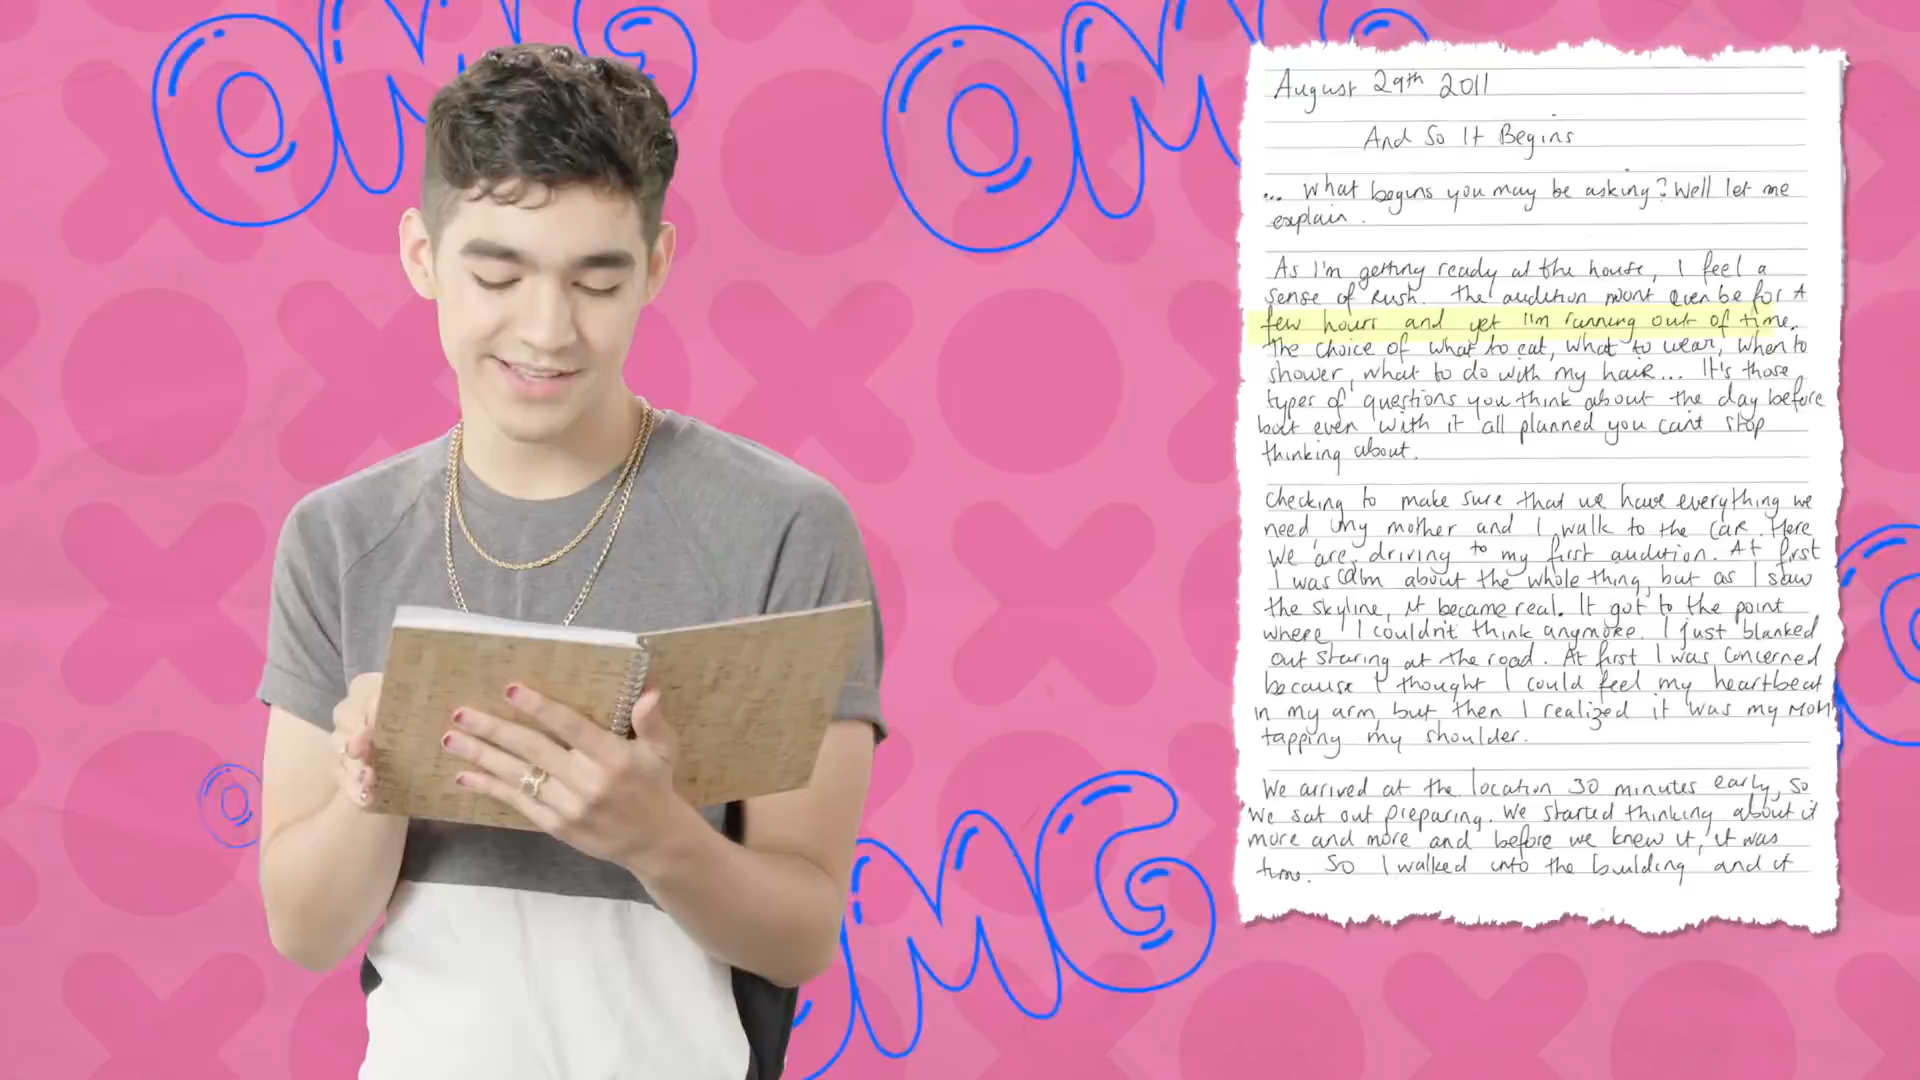 OMG
OMG
August 29th 2011
And So It Begins
... What begins you may be asking? Well let me
explain.
As I'm getting ready at the house, I feel a
sense of Rush. The audition won't even be for A
few hours and yet I'm running out of time.
The choice of what to eat, what to wear, when to
shower, what to do with my hair... It's those
types of questions you think about the day before
but even with it all planned you can't stop
thinking about.
Checking to make sure that we have everything we
need, my mother and I walk to the car. Here
We are, driving to my first audition. At first
I was calm about the whole thing, but as I saw
the skyline, it became real. It got to the point
where I couldn't think anymore. I just blanked
out staring at the road. At first I was concerned
because I thought I could feel my heartbeat
in my arm, but then I realized it was my Mom
tapping my shoulder.
We arrived at the location 30 minutes early, so
We sat out preparing. We started thinking about it
more and more and before we knew it, it was
time. So I walked into the building and it
OMG